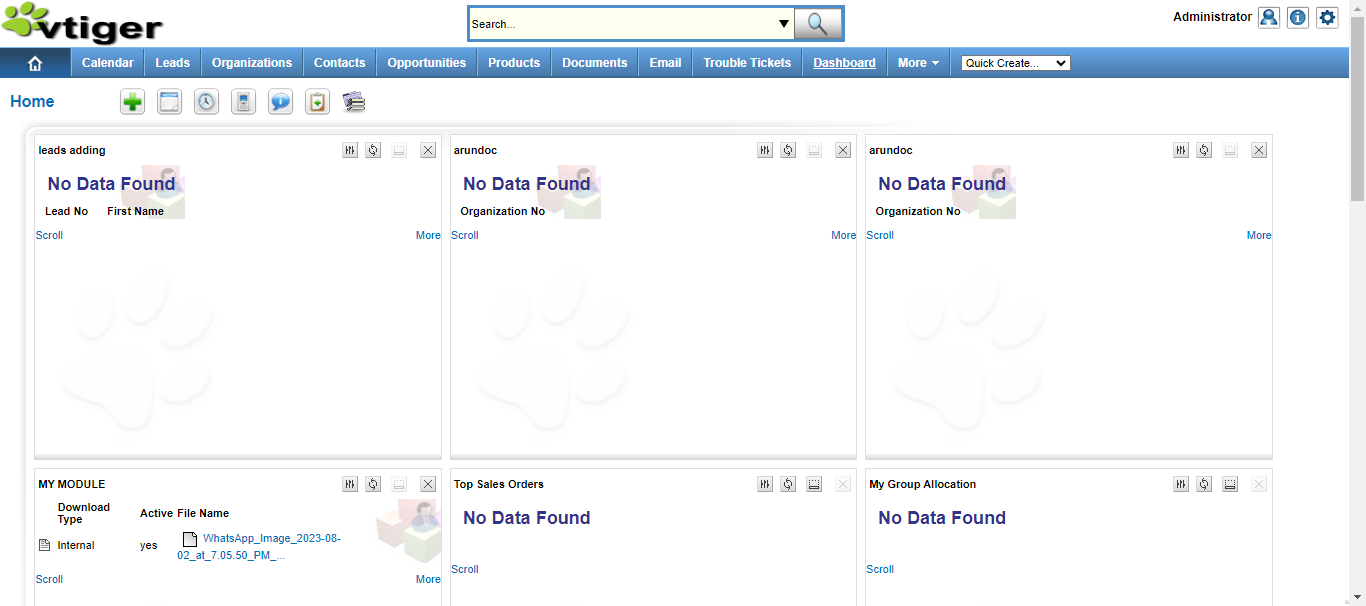 vtiger
Search...
Administrator
Calendar Leads Organizations Contacts Opportunities Products Documents Email Trouble Tickets Dashboard More Quick Create...
Home
leads adding
No Data Found
Lead No First Name
Scroll More
arundoc
No Data Found
Organization No
Scroll More
arundoc
No Data Found
Organization No
Scroll More
MY MODULE
Download
Type
Active File Name
Internal yes WhatsApp_Image_2023-08-
02_at_7.05.50_PM_...
Scroll More
Top Sales Orders
No Data Found
Scroll
My Group Allocation
No Data Found
Scroll